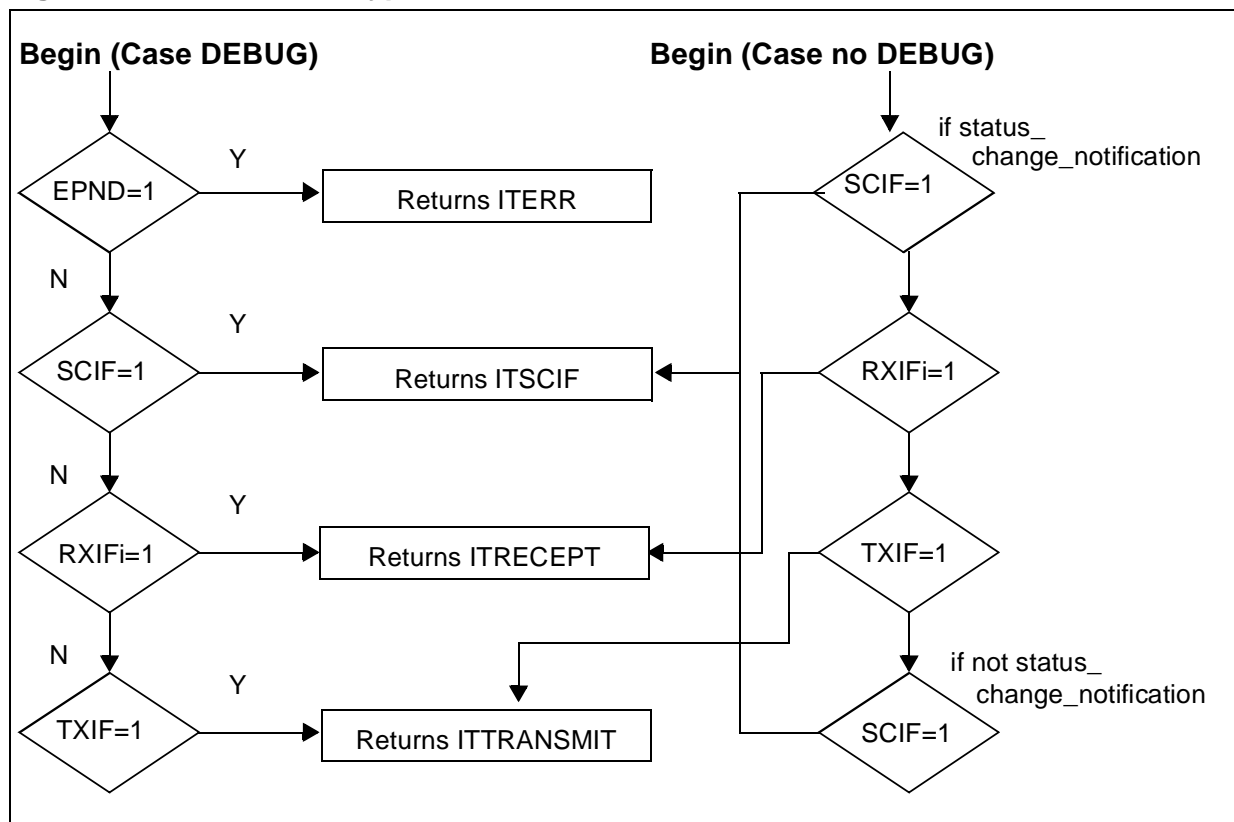 Begin (Case DEBUG)
Begin (Case no DEBUG)
if status_
change_notification
Y
EPND=1
Returns ITERR
SCIF=1
N
Y
SCIF=1
Returns ITSCIF
RXIFi=1
N
Y
RXIFi=1
Returns ITRECEPT
TXIF=1
N
if not status_
change_notification
Y
TXIF=1
Returns ITTRANSMIT
SCIF=1